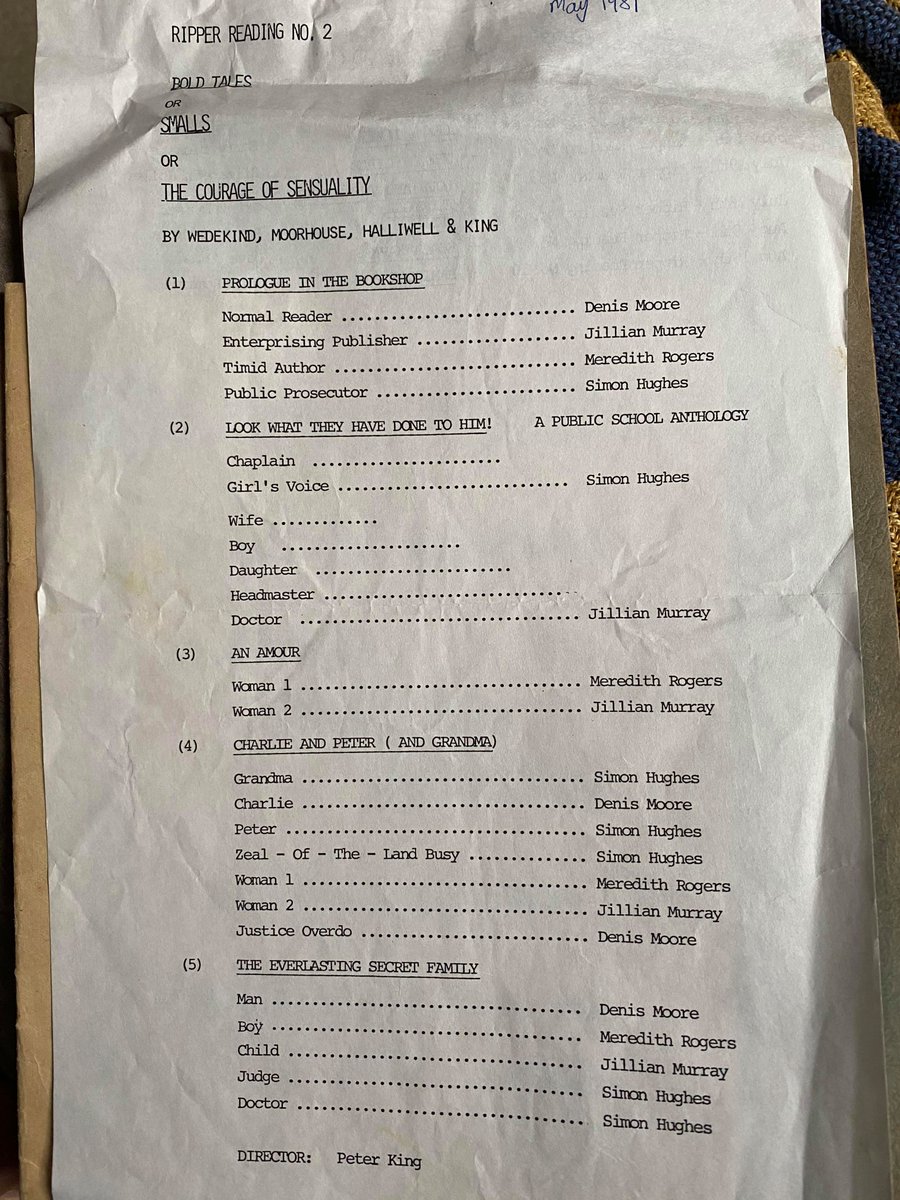 May 1981
RIPPER READING NO. 2
BOLD TALES
OR
SMALLS
OR
THE COURAGE OF SENSUALITY
BY WEDEKIND, MOORHOUSE, HALLIWELL & KING
(1) PROLOGUE IN THE BOOKSHOP
Normal Reader ............................ Denis Moore
Enterprising Publisher .................... Jillian Murray
Timid Author ............................. Meredith Rogers
Public Prosecutor ........................ Simon Hughes
(2) LOOK WHAT THEY HAVE DONE TO HIM! A PUBLIC SCHOOL ANTHOLOGY
Chaplain .......................
Girl's Voice ............................ Simon Hughes
Wife .............
Boy ......................
Daughter ........................
Headmaster ...............................
Doctor .................................. Jillian Murray
(3) AN AMOUR
Woman 1 .................................. Meredith Rogers
Woman 2 .................................. Jillian Murray
(4) CHARLIE AND PETER ( AND GRANDMA)
Grandma .................................. Simon Hughes
Charlie .................................. Denis Moore
Peter .................................... Simon Hughes
Zeal - Of - The - Land Busy .............. Simon Hughes
Woman 1 .................................. Meredith Rogers
Woman 2 .................................. Jillian Murray
Justice Overdo ............................ Denis Moore
(5) THE EVERLASTING SECRET FAMILY
Man ...................................... Denis Moore
Boy ...................................... Meredith Rogers
Child .................................... Jillian Murray
Judge .................................... Simon Hughes
Doctor ................................... Simon Hughes
DIRECTOR: Peter King